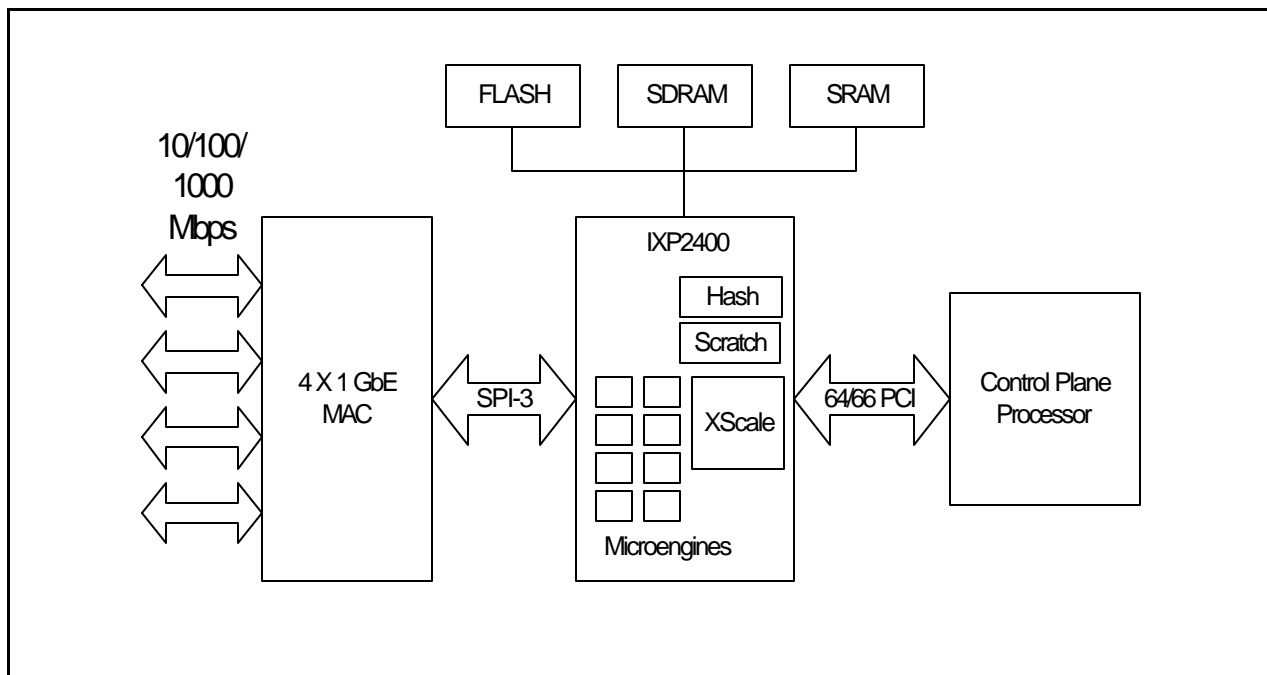 FLASH
SDRAM
SRAM
10/100/
1000
Mbps
IXP2400
Hash
Scratch
4 X 1 GbE
MAC
SPI-3
XScale
64/66 PCI
Control Plane
Processor
Microengines